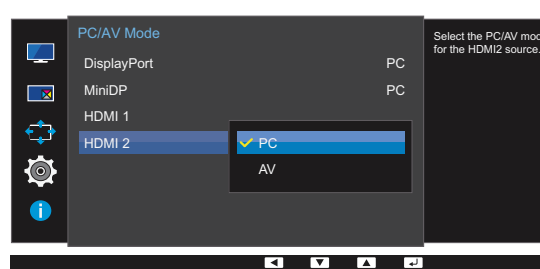 PC/AV Mode
DisplayPort PC
MiniDP PC
HDMI 1
HDMI 2
PC
AV
Select the PC/AV mod
for the HDMI2 source.